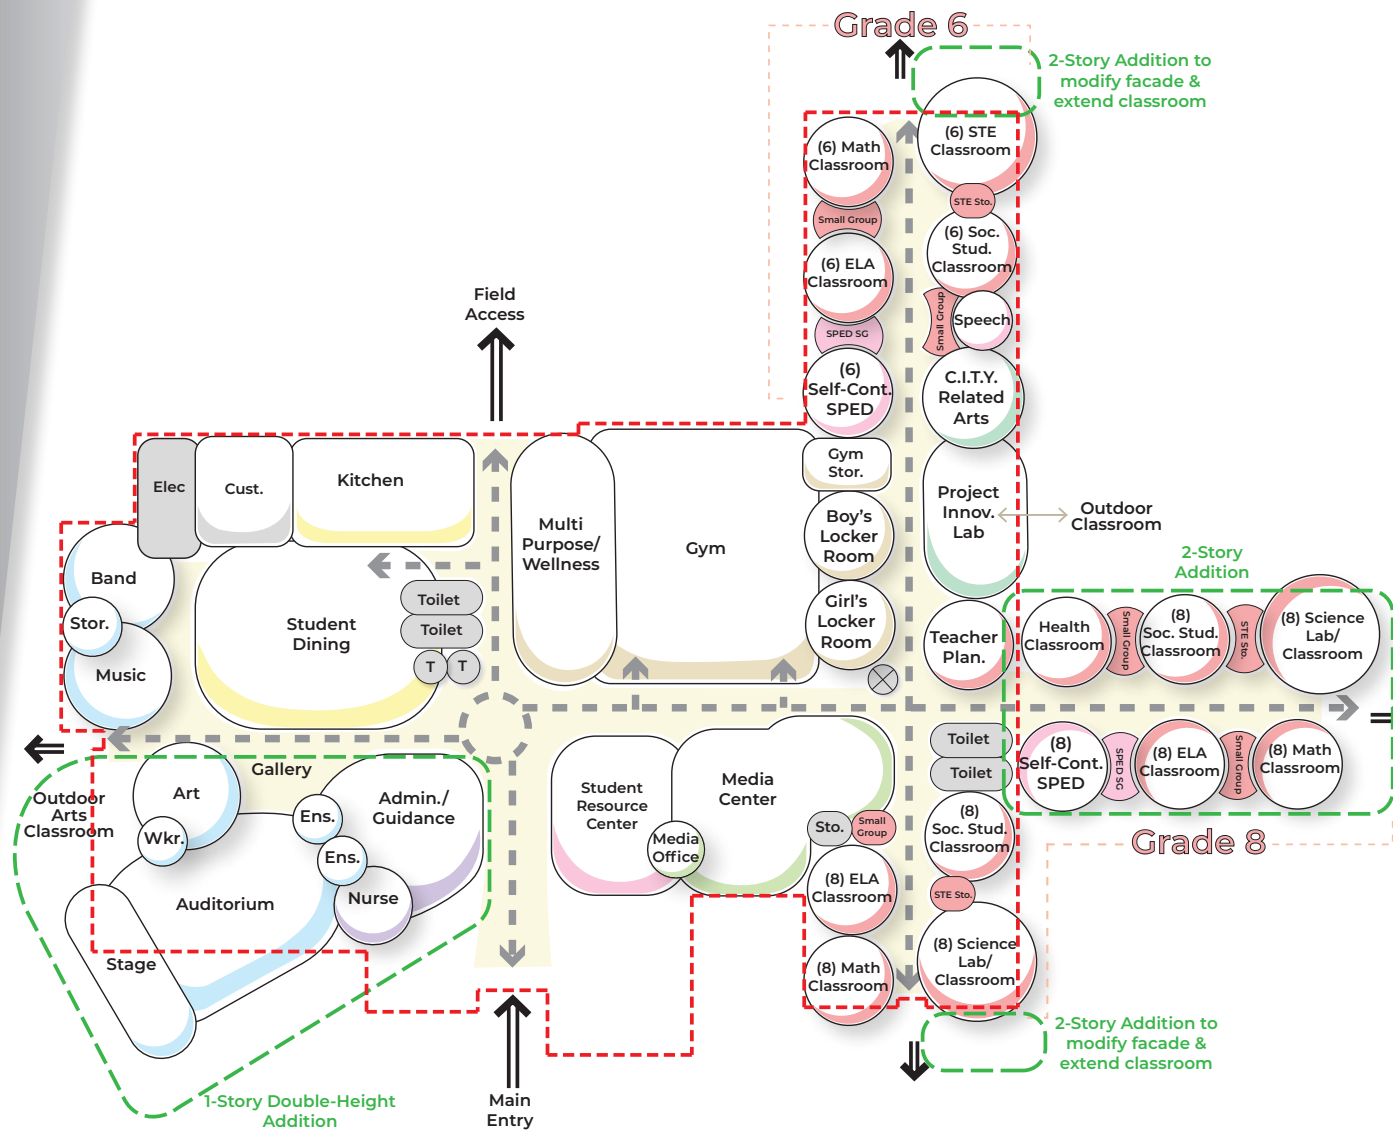 Grade 6
2-Story Addition to
modify facade &
extend classroom
(6) Math
Classroom
(6) STE
Classroom
STE Sto.
Small Group
(6) Soc.
Stud.
Classroom
(6) ELA
Classroom
Small Group
Speech
SPED SG
(6)
Self-Cont.
SPED
C.I.T.Y.
Related
Arts
Field
Access
Elec
Cust.
Kitchen
Multi
Purpose/
Wellness
Gym
Gym
Stor.
Boy's
Locker
Room
Girl's
Locker
Room
Project
Innov.
Lab
Outdoor
Classroom
2-Story
Addition
Band
Stor.
Music
Student
Dining
Toilet
Toilet
T
T
Teacher
Plan.
Health
Classroom
Small Group
(8)
Soc. Stud.
Classroom
STE Sto.
(8) Science
Lab/
Classroom
Toilet
Toilet
(8)
Self-Cont.
SPED
SPED SG
(8) ELA
Classroom
Small Group
(8) Math
Classroom
Grade 8
Gallery
Outdoor
Arts
Classroom
Art
Wkr.
Ens.
Ens.
Admin./
Guidance
Nurse
Auditorium
Stage
Student
Resource
Center
Media
Center
Media
Office
Sto.
Small
Group
(8) ELA
Classroom
(8) Math
Classroom
(8)
Soc. Stud.
Classroom
STE Sto.
(8) Science
Lab/
Classroom
2-Story Addition to
modify facade &
extend classroom
1-Story Double-Height
Addition
Main
Entry